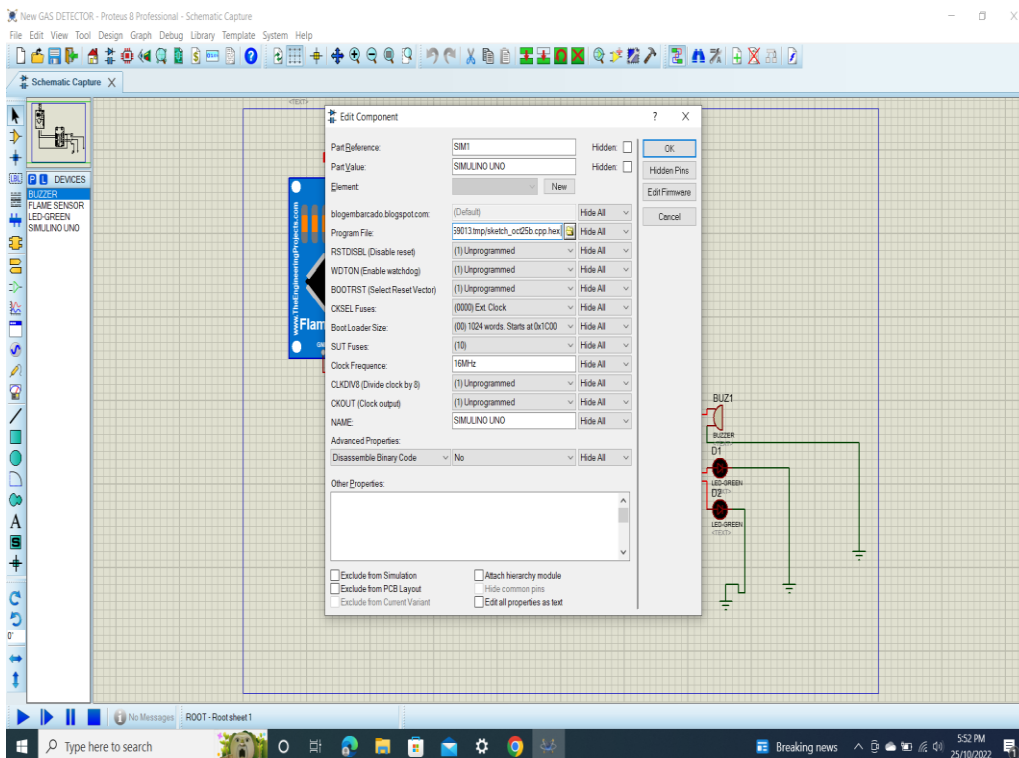 New GAS DETECTOR - Proteus 8 Professional - Schematic Capture
File Edit View Tool Design Graph Debug Library Template System Help
Schematic Capture X
<TEXT>
P L DEVICES
BUZZER
FLAME SENSOR
LED-GREEN
SIMULINO UNO
www.TheEngineeringProjects.com
Flam
Edit Component ? X
Part Reference: SIM1 Hidden: OK
Part Value: SIMULINO UNO Hidden: Hidden Pins
Element: New Edit Firmware
blogembarcado.blogspot.com: (Default) Hide All Cancel
Program File: 59013.tmp/sketch_oct25b.cpp.hex Hide All
RSTDISBL (Disable reset) (1) Unprogrammed Hide All
WDTON (Enable watchdog) (1) Unprogrammed Hide All
BOOTRST (Select Reset Vector) (1) Unprogrammed Hide All
CKSEL Fuses: (0000) Ext. Clock Hide All
Boot Loader Size: (00) 1024 words. Starts at 0x1C00 Hide All
SUT Fuses: (10) Hide All
Clock Frequence: 16MHz Hide All
CLKDIV8 (Divide clock by 8) (1) Unprogrammed Hide All
CKOUT (Clock output) (1) Unprogrammed Hide All
NAME: SIMULINO UNO Hide All
Advanced Properties:
Disassemble Binary Code No Hide All
Other Properties:
Exclude from Simulation Attach hierarchy module
Exclude from PCB Layout Hide common pins
Exclude from Current Variant Edit all properties as text
BUZ1
BUZZER
D1
LED-GREEN
D2
LED-GREEN
<TEXT>
0°
No Messages ROOT - Root sheet 1
Type here to search
Breaking news
5:52 PM
25/10/2022